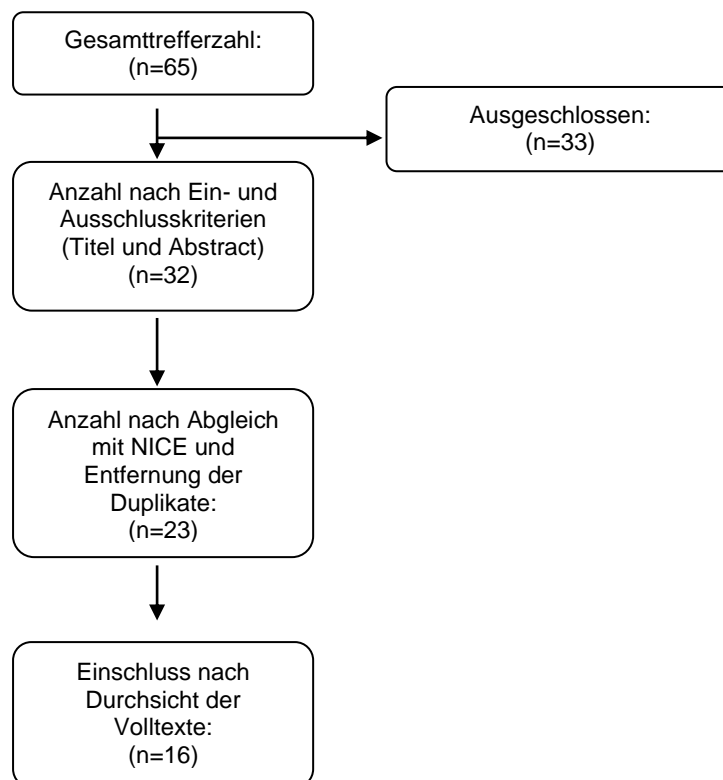 Gesamttrefferzahl:
(n=65)
Ausgeschlossen:
(n=33)
Anzahl nach Ein- und
Ausschlusskriterien
(Titel und Abstract)
(n=32)
Anzahl nach Abgleich
mit NICE und
Entfernung der
Duplikate:
(n=23)
Einschluss nach
Durchsicht der
Volltexte:
(n=16)